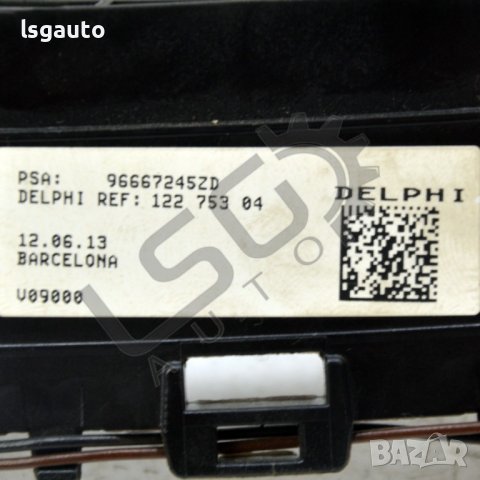 lsgauto
PSA: 96667245ZD
DELPHI REF: 122 753 04
DELPHI
12.06.13
BARCELONA
V09000
LSG
AUTO
BAZAR